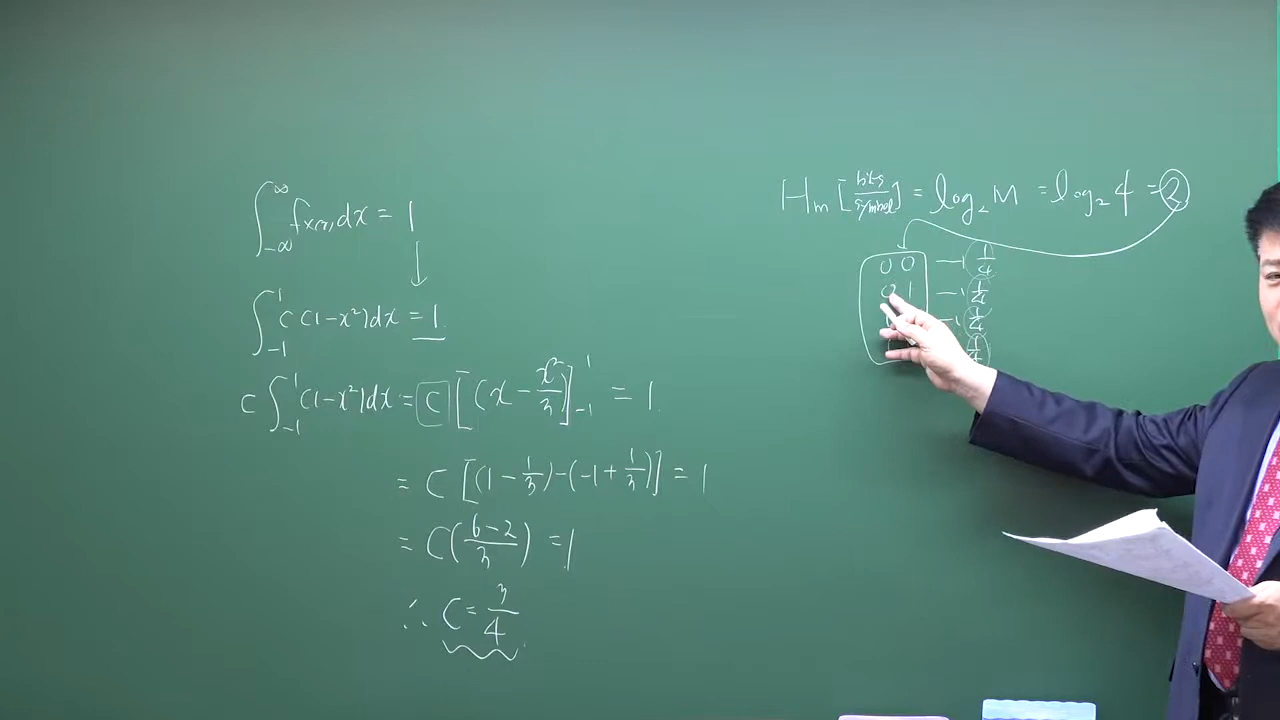 ∫_{-∞}^{∞} f_X(x) dx = 1
∫_{-1}^{1} C (1-x²) dx = 1
C ∫_{-1}^{1} (1-x²) dx = C [(x - x³/3)]_{-1}^{1} = 1
= C [(1 - 1/3) - (-1 + 1/3)] = 1
= C((6-2)/3) = 1
∴ C = 3/4
H_m [bits/symbol] = log₂ M = log₂ 4 = 2
0 0 → 1/4
0 1 → 1/4
1 → 1/4
1/4